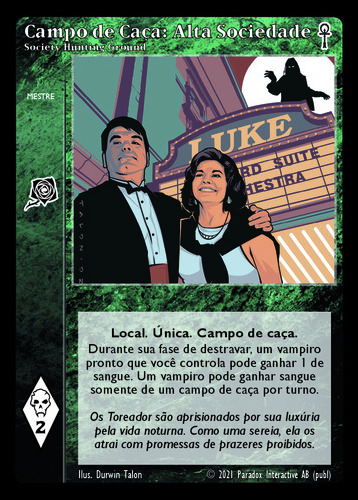 Campo de Caça: Alta Sociedade
Society Hunting Ground
MESTRE
LUKE
RD SUITE
HESTRA
Local. Única. Campo de caça.
Durante sua fase de destravar, um vampiro
pronto que você controla pode ganhar 1 de
sangue. Um vampiro pode ganhar sangue
somente de um campo de caça por turno.
Os Toreador são aprisionados por sua luxúria
pela vida noturna. Como uma sereia, ela os
atrai com promessas de prazeres proibidos.
2
Ilus. Durwin Talon
© 2021 Paradox Interactive AB (publ)